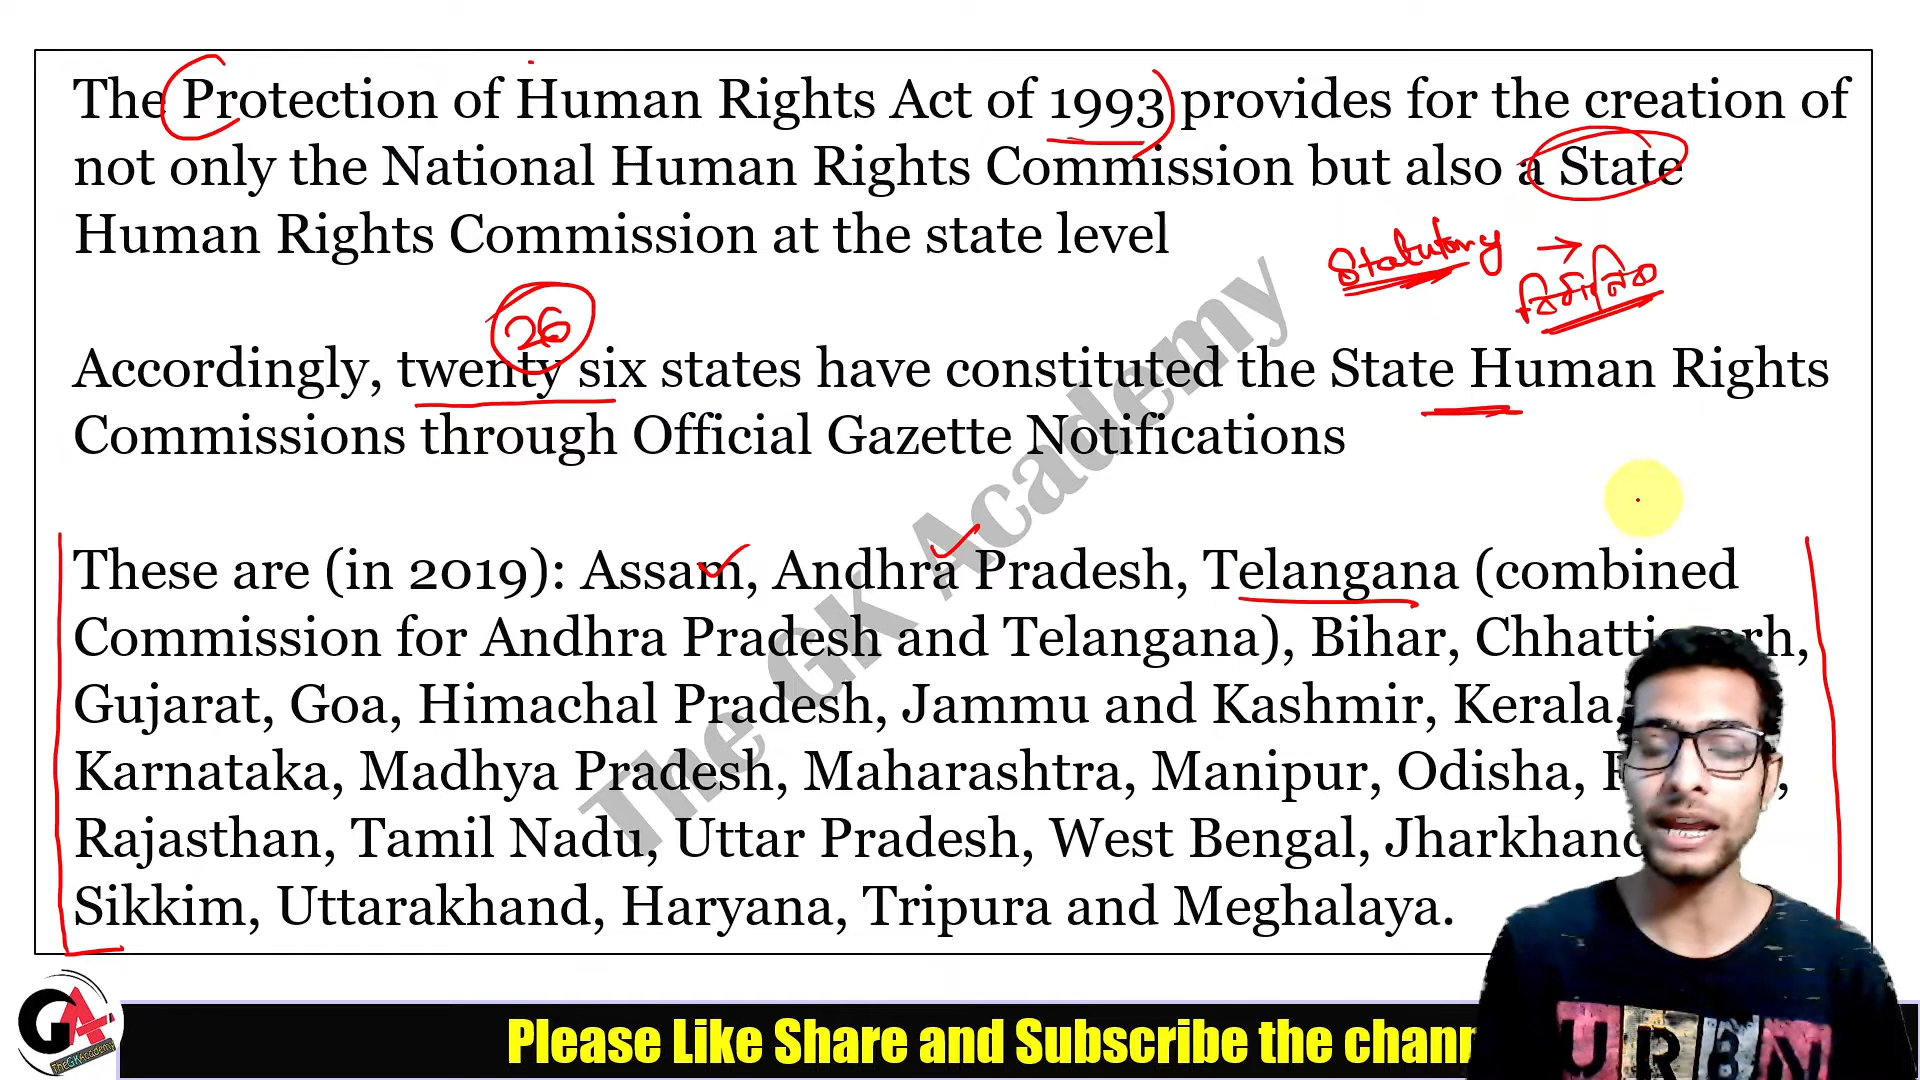 The Protection of Human Rights Act of 1993 provides for the creation of
not only the National Human Rights Commission but also a State
Human Rights Commission at the state level
Statutory →
26
Accordingly, twenty six states have constituted the State Human Rights
Commissions through Official Gazette Notifications
These are (in 2019): Assam, Andhra Pradesh, Telangana (combined
Commission for Andhra Pradesh and Telangana), Bihar,
Gujarat, Goa, Himachal Pradesh, Jammu and Kashmir, Kerala,
Karnataka, Madhya Pradesh, Maharashtra, Manipur, Odisha,
Rajasthan, Tamil Nadu, Uttar Pradesh, West Bengal, Jharkhand
Sikkim, Uttarakhand, Haryana, Tripura and Meghalaya.
The GK Academy
GA
TheGKAcademy
Please Like Share and Subscribe the chann
URBN